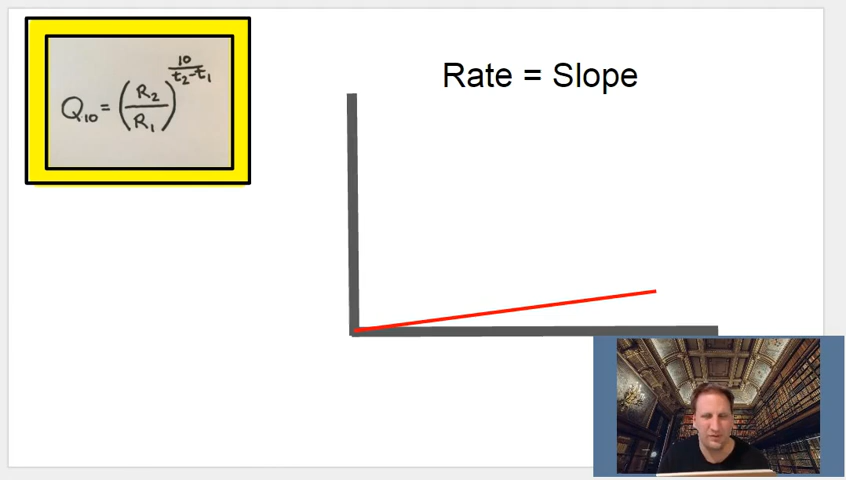 Q₁₀ = (R₂/R₁)^(10/(t₂-t₁))
Rate = Slope